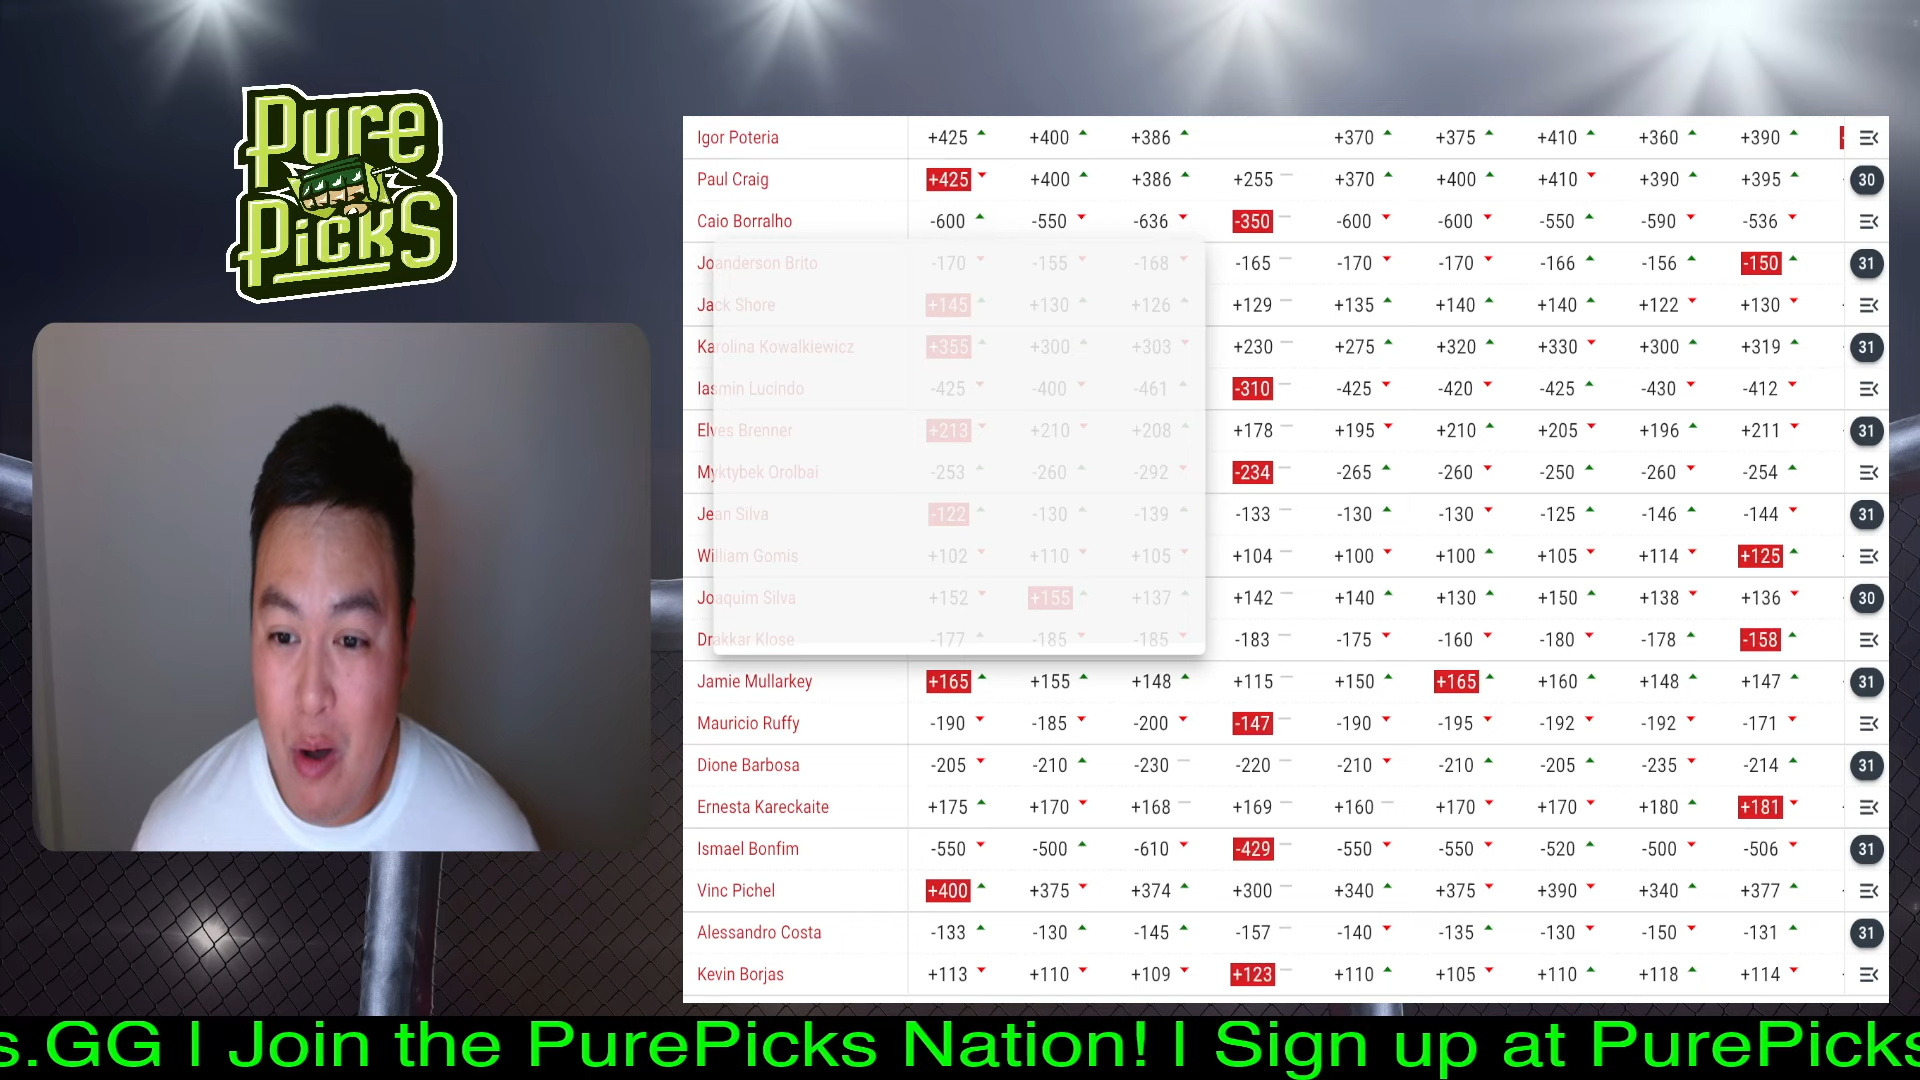 Pure
Picks
Igor Poteria +425 +400 +386 +370 +375 +410 +360 +390
Paul Craig +425 +400 +386 +255 +370 +400 +410 +390 +395 30
Caio Borralho -600 -550 -636 -350 -600 -600 -550 -590 -536
Joanderson Brito -170 -155 -168 -165 -170 -170 -166 -156 -150 31
Jack Shore +145 +130 +126 +129 +135 +140 +140 +122 +130
Karolina Kowalkiewicz +355 +300 +303 +230 +275 +320 +330 +300 +319 31
Iasmin Lucindo -425 -400 -461 -310 -425 -420 -425 -430 -412
Elves Brenner +213 +210 +208 +178 +195 +210 +205 +196 +211 31
Myktybek Orolbai -253 -260 -292 -234 -265 -260 -250 -260 -254
Jean Silva -122 -130 -139 -133 -130 -130 -125 -146 -144 31
William Gomis +102 +110 +105 +104 +100 +100 +105 +114 +125
Joaquim Silva +152 +155 +137 +142 +140 +130 +150 +138 +136 30
Drakkar Klose -177 -185 -185 -183 -175 -160 -180 -178 -158
Jamie Mullarkey +165 +155 +148 +115 +150 +165 +160 +148 +147 31
Mauricio Ruffy -190 -185 -200 -147 -190 -195 -192 -192 -171
Dione Barbosa -205 -210 -230 -220 -210 -210 -205 -235 -214 31
Ernesta Kareckaite +175 +170 +168 +169 +160 +170 +170 +180 +181
Ismael Bonfim -550 -500 -610 -429 -550 -550 -520 -500 -506 31
Vinc Pichel +400 +375 +374 +300 +340 +375 +390 +340 +377
Alessandro Costa -133 -130 -145 -157 -140 -135 -130 -150 -131 31
Kevin Borjas +113 +110 +109 +123 +110 +105 +110 +118 +114
s.GG | Join the PurePicks Nation! | Sign up at PurePicks